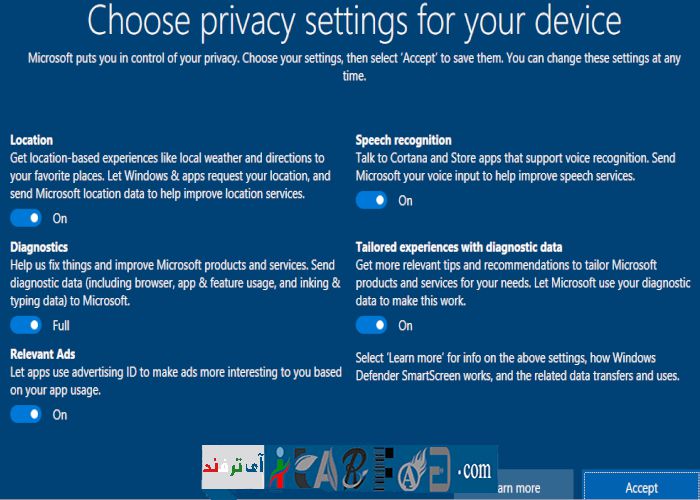 Choose privacy settings for your device
Microsoft puts you in control of your privacy. Choose your settings, then select 'Accept' to save them. You can change these settings at any
time.
Location
Get location-based experiences like local weather and directions to
your favorite places. Let Windows & apps request your location, and
send Microsoft location data to help improve location services.
On
Diagnostics
Help us fix things and improve Microsoft products and services. Send
diagnostic data (including browser, app & feature usage, and inking &
typing data) to Microsoft.
Full
Relevant Ads
Let apps use advertising ID to make ads more interesting to you based
on your app usage.
On
Speech recognition
Talk to Cortana and Store apps that support voice recognition. Send
Microsoft your voice input to help improve speech services.
On
Tailored experiences with diagnostic data
Get more relevant tips and recommendations to tailor Microsoft
products and services for your needs. Let Microsoft use your diagnostic
data to make this work.
On
Select 'Learn more' for info on the above settings, how Windows
Defender SmartScreen works, and the related data transfers and uses.
آی ترفند
.com
more
Accept